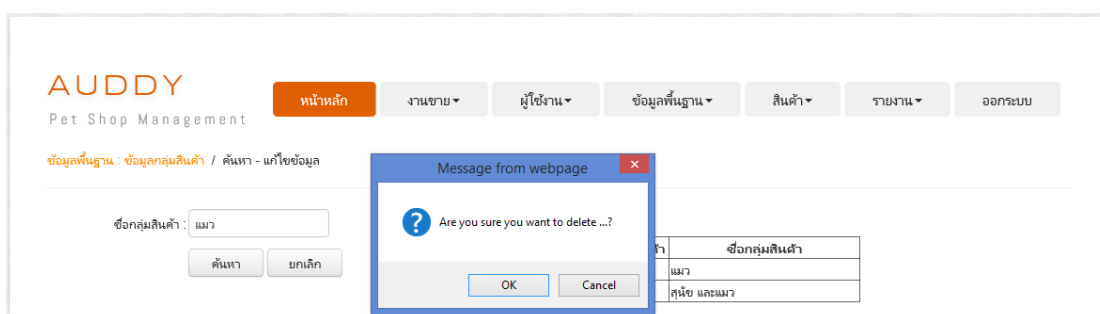 AUDDY
Pet Shop Management
หน้าหลัก
งานขาย
ผู้ใช้งาน
ข้อมูลพื้นฐาน
สินค้า
รายงาน
ออกระบบ
ข้อมูลพื้นฐาน : ข้อมูลกลุ่มสินค้า / ค้นหา - แก้ไขข้อมูล
Message from webpage
Are you sure you want to delete ...?
OK
Cancel
ชื่อกลุ่มสินค้า : แมว
ค้นหา
ยกเลิก
ชื่อกลุ่มสินค้า
แมว
สุนัข และแมว